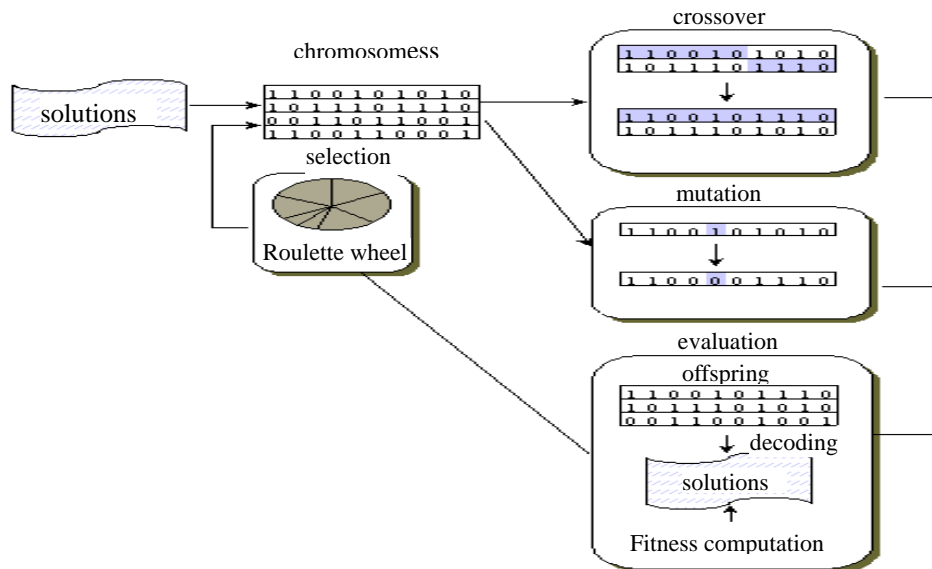 crossover
chromosomess
1 1 0 0 1 0 1 0 1 0
1 0 1 1 1 0 1 1 1 0
solutions
1 1 0 0 1 0 1 0 1 0
1 0 1 1 1 0 1 1 1 0
0 0 1 1 0 1 1 0 0 1
1 1 0 0 1 1 0 0 0 1
1 1 0 0 1 0 1 1 1 0
1 0 1 1 1 0 1 0 1 0
selection
Roulette wheel
mutation
1 1 0 0 1 0 1 0 1 0
1 1 0 0 0 0 1 1 1 0
evaluation
offspring
1 1 0 0 1 0 1 1 1 0
1 0 1 1 1 0 1 0 1 0
0 0 1 1 0 1 0 0 1
decoding
solutions
Fitness computation